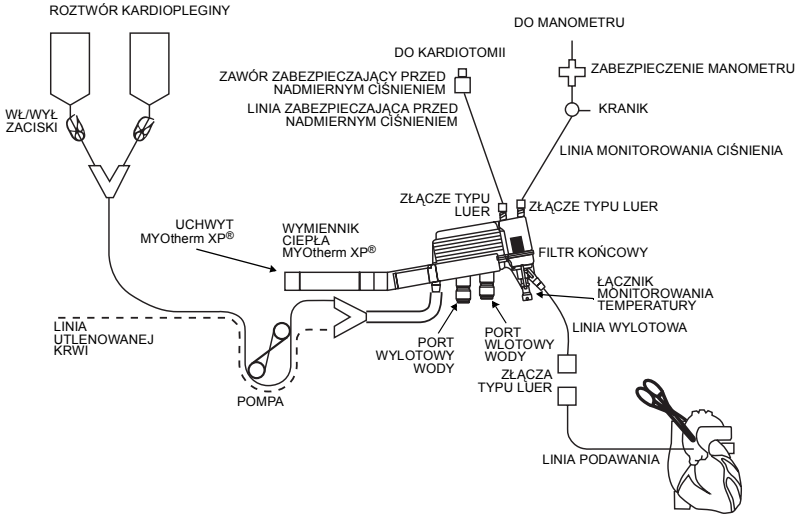 ROZTWÓR KARDIOPLEGINY
DO MANOMETRU
DO KARDIOTOMII
ZAWÓR ZABEZPIECZAJĄCY PRZED
NADMIERNYM CIŚNIENIEM
ZABEZPIECZENIE MANOMETRU
LINIA ZABEZPIECZAJĄCA PRZED
NADMIERNYM CIŚNIENIEM
KRANIK
WŁ/WYŁ
ZACISKI
LINIA MONITOROWANIA CIŚNIENIA
ZŁĄCZE TYPU
LUER
ZŁĄCZE TYPU LUER
UCHWYT
MYOtherm XP®
WYMIENNIK
CIEPŁA
MYOtherm XP®
FILTR KOŃCOWY
ŁĄCZNIK
MONITOROWANIA
TEMPERATURY
LINIA
UTLENOWANEJ
KRWI
LINIA WYLOTOWA
PORT
WYLOTOWY
WODY
PORT
WLOTOWY
WODY
POMPA
ZŁĄCZA
TYPU LUER
LINIA PODAWANIA